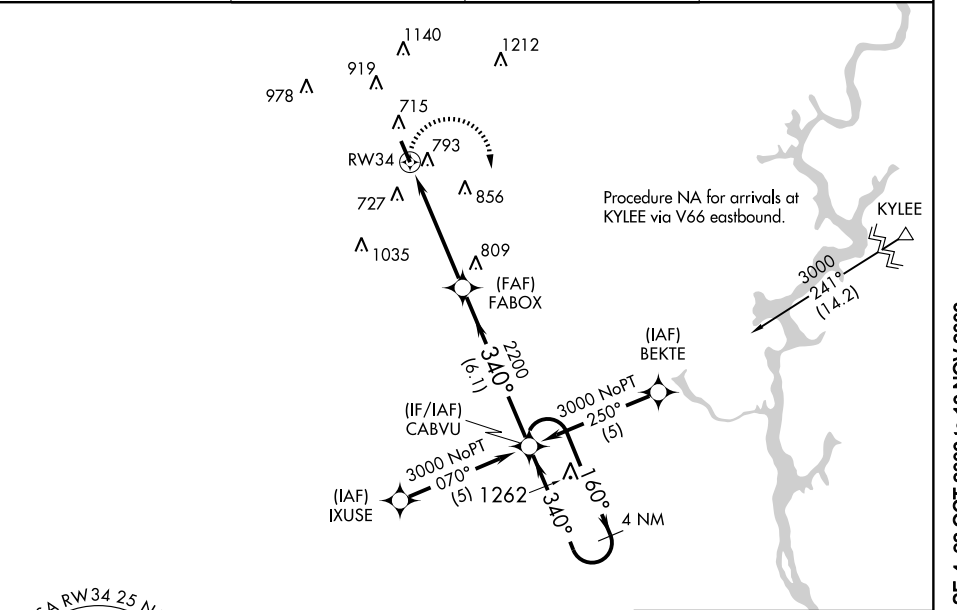 1140
1212
919
978
715
RW34
793
727
856
Procedure NA for arrivals at
KYLEE via V66 eastbound.
KYLEE
1035
809
3000
241°
(14.2)
(FAF)
FABOX
(IAF)
BEKTE
2200
340°
(6.1)
(IF/IAF)
CABVU
3000 NoPT
250°
(5)
3000 NoPT
070°
(5)
1262
(IAF)
IXUSE
340°
160°
4 NM
RW34 25